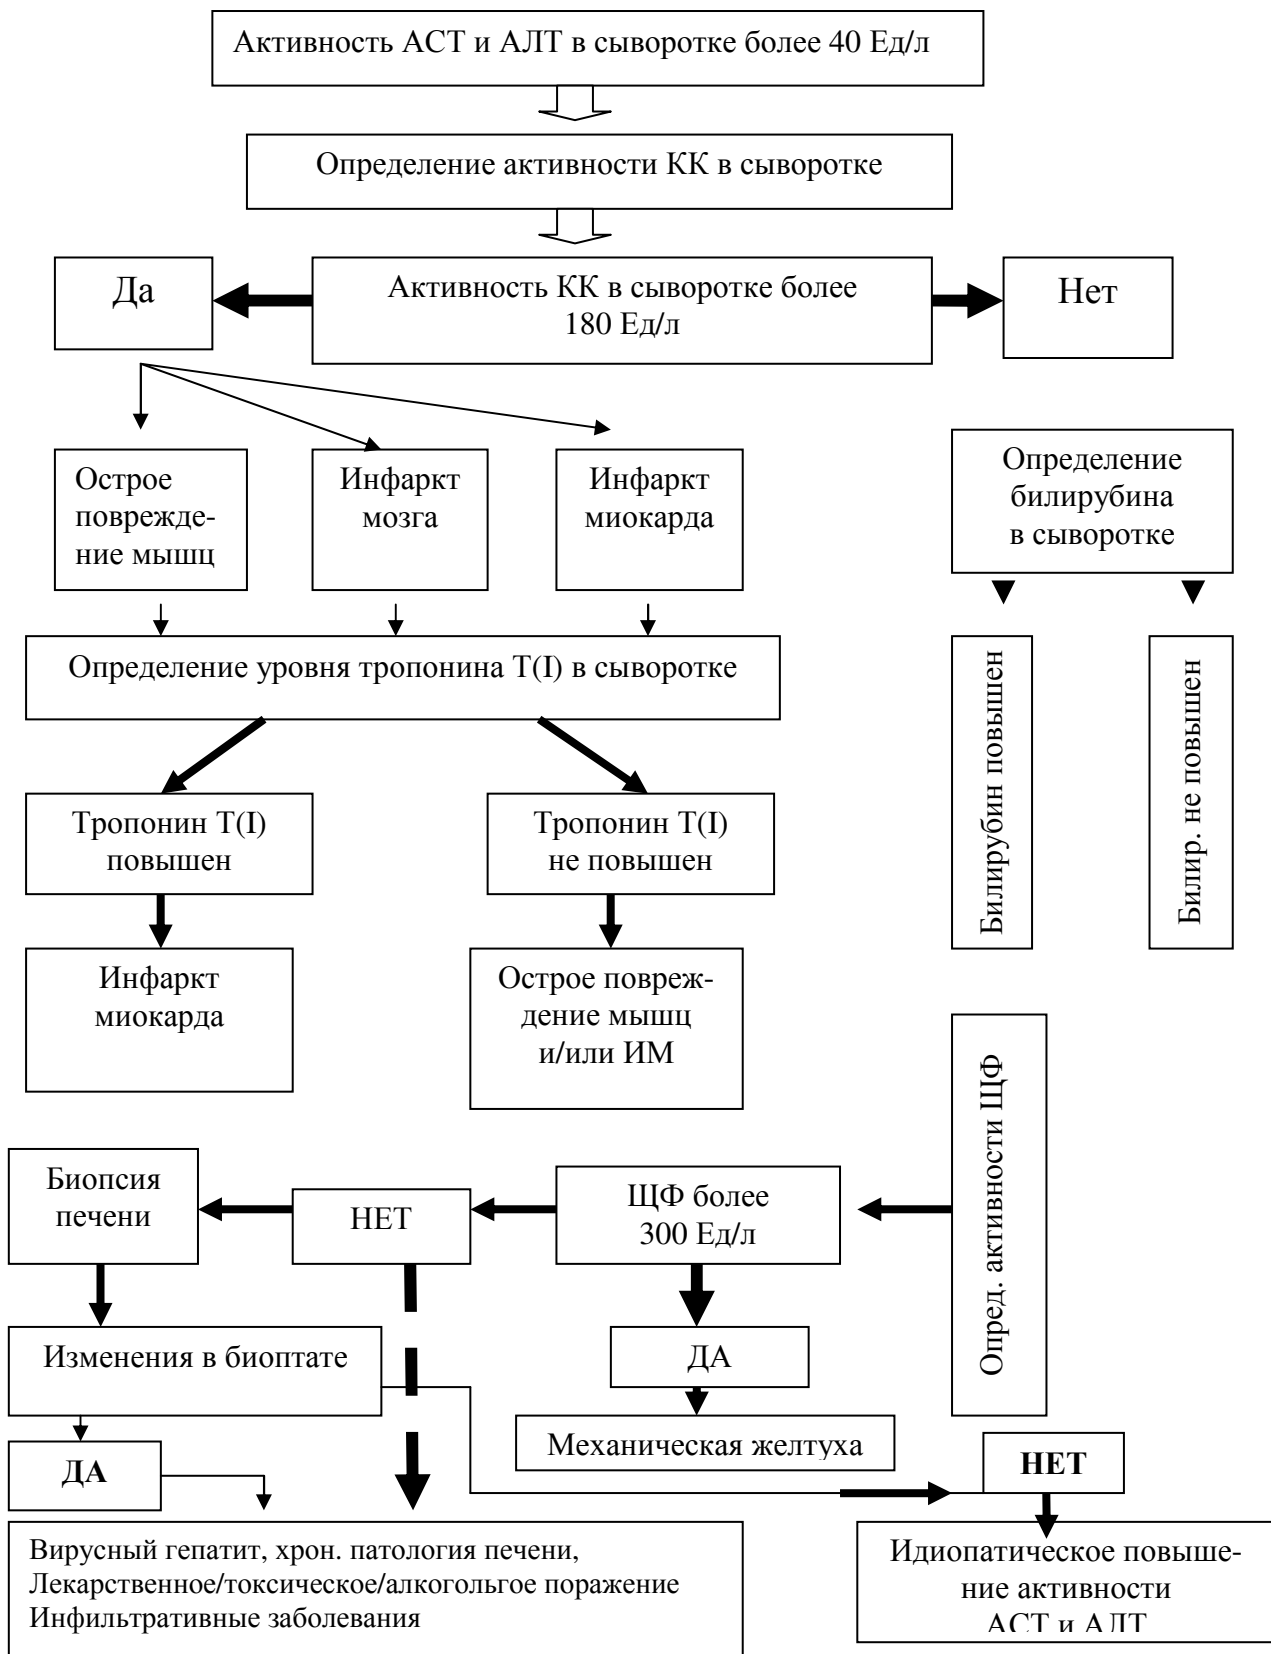 Активность АСТ и АЛТ в сыворотке более 40 Ед/л
Определение активности КК в сыворотке
Да
Активность КК в сыворотке более
180 Ед/л
Нет
Острое
поврежде-
ние мышц
Инфаркт
мозга
Инфаркт
миокарда
Определение
билирубина
в сыворотке
Определение уровня тропонина Т(I) в сыворотке
Билирубин повышен
Билир. не повышен
Тропонин Т(I)
повышен
Тропонин Т(I)
не повышен
Инфаркт
миокарда
Острое повреж-
дение мышц
и/или ИМ
Опред. активности ЩФ
Биопсия
печени
НЕТ
ЩФ более
300 Ед/л
Изменения в биоптате
ДА
Механическая желтуха
ДА
НЕТ
Вирусный гепатит, хрон. патология печени,
Лекарственное/токсическое/алкогольгое поражение
Инфильтративные заболевания
Идиопатическое повыше-
ние активности
АСТ и АЛТ